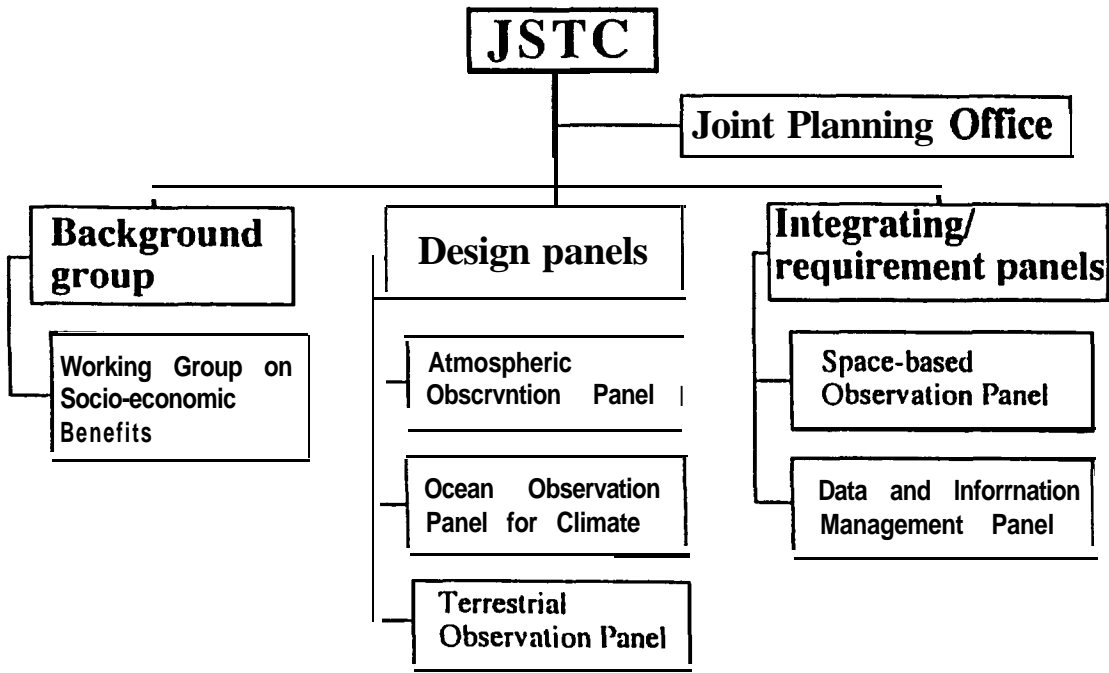 JSTC
Joint Planning Office
Background
group
Working Group on
Socio-economic
Benefits
Design panels
Atmospheric
Obscrvntion Panel
Ocean Observation
Panel for Climate
Terrestrial
Observation Panel
Integrating/
requirement panels
Space-based
Observation Panel
Data and Inforrnation
Management Panel